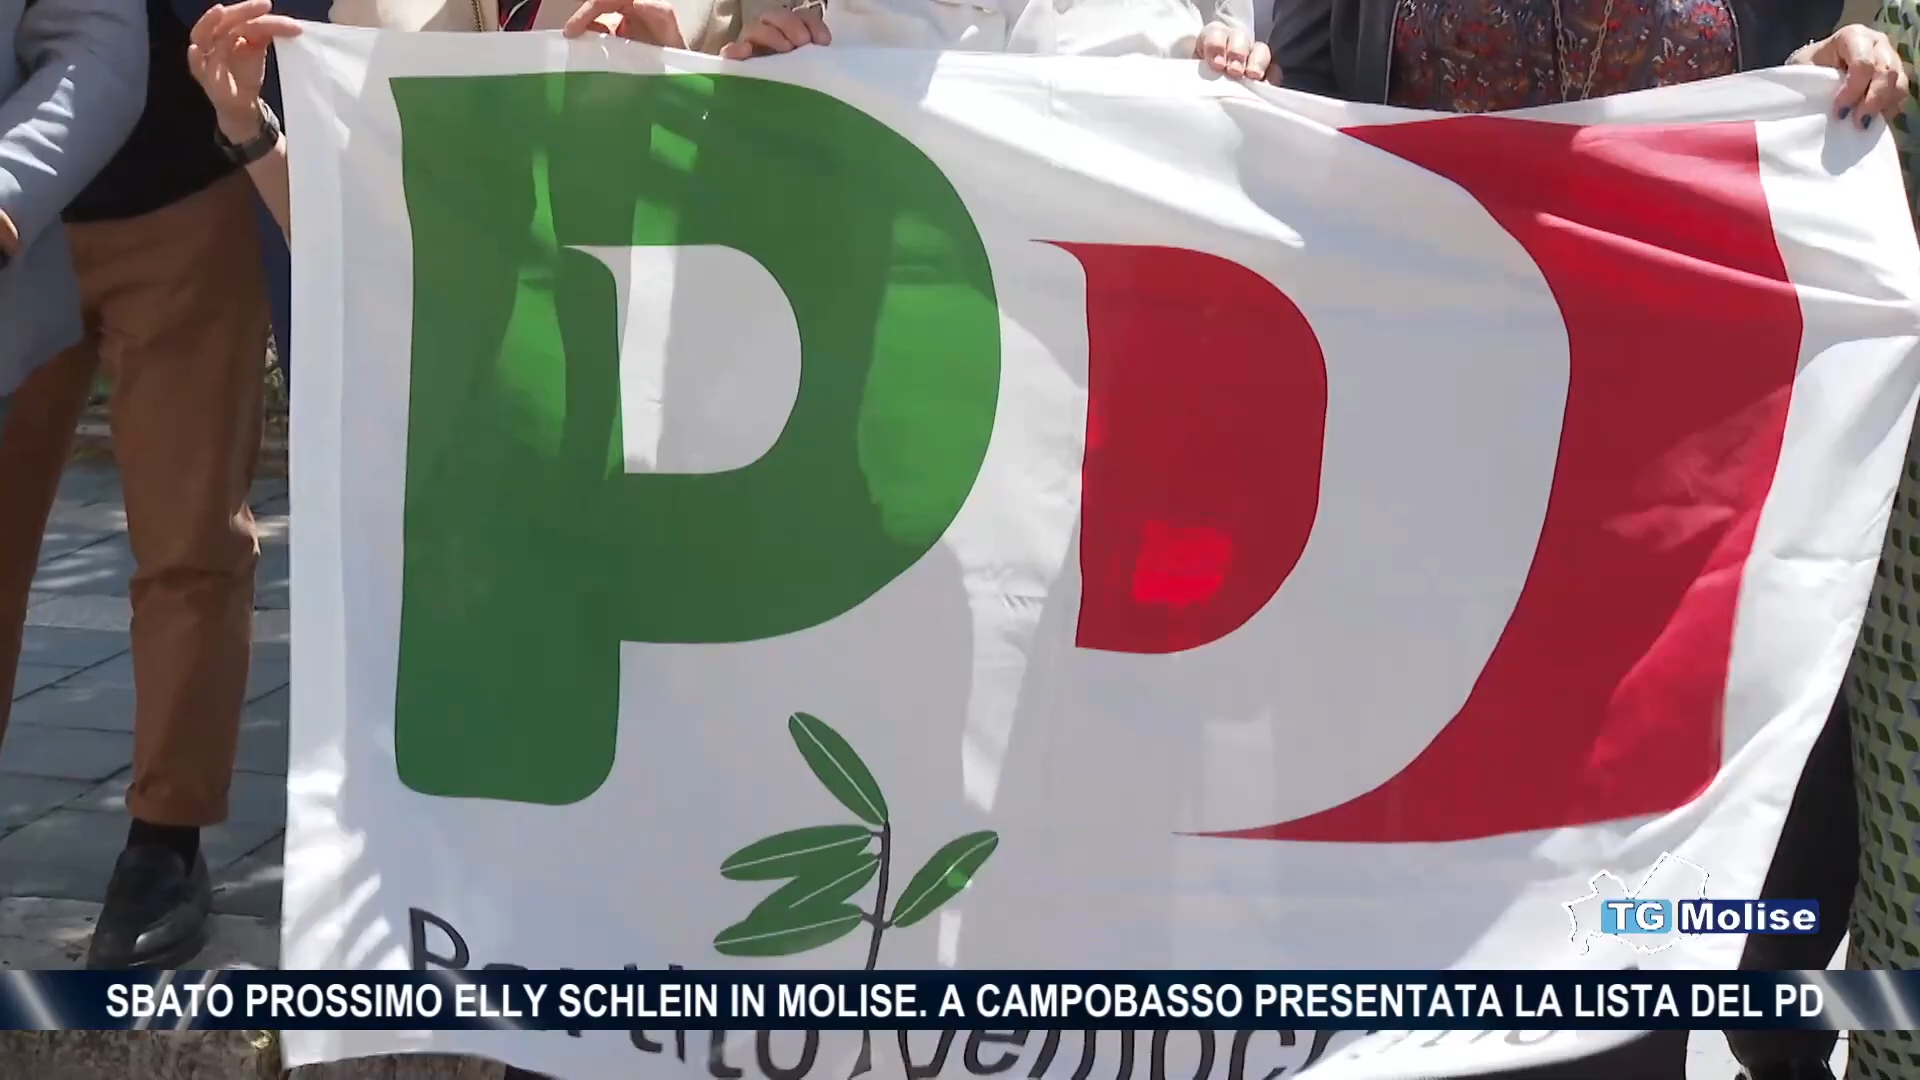 PD
TG Molise
SBATO PROSSIMO ELLY SCHLEIN IN MOLISE. A CAMPOBASSO PRESENTATA LA LISTA DEL PD